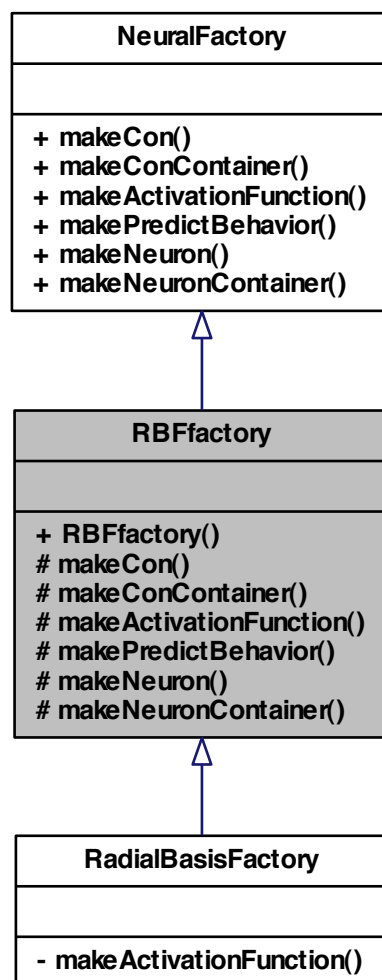 NeuralFactory
+ makeCon()
+ makeConContainer()
+ makeActivationFunction()
+ makePredictBehavior()
+ makeNeuron()
+ makeNeuronContainer()
RBFfactory
+ RBFfactory()
# makeCon()
# makeConContainer()
# makeActivationFunction()
# makePredictBehavior()
# makeNeuron()
# makeNeuronContainer()
RadialBasisFactory
- makeActivationFunction()